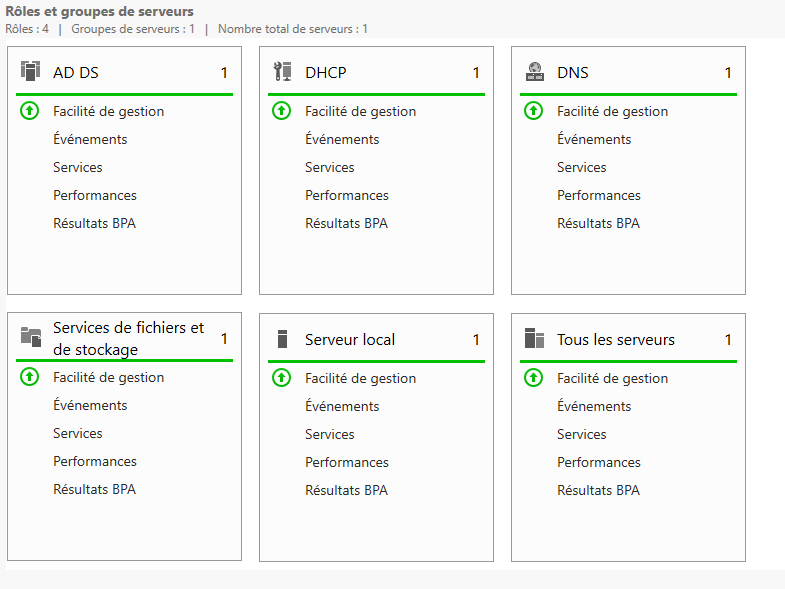 Rôles et groupes de serveurs
Rôles : 4 | Groupes de serveurs : 1 | Nombre total de serveurs : 1
AD DS 1
Facilité de gestion
Événements
Services
Performances
Résultats BPA
DHCP 1
Facilité de gestion
Événements
Services
Performances
Résultats BPA
DNS 1
Facilité de gestion
Événements
Services
Performances
Résultats BPA
Services de fichiers et
de stockage 1
Facilité de gestion
Événements
Services
Performances
Résultats BPA
Serveur local 1
Facilité de gestion
Événements
Services
Performances
Résultats BPA
Tous les serveurs 1
Facilité de gestion
Événements
Services
Performances
Résultats BPA